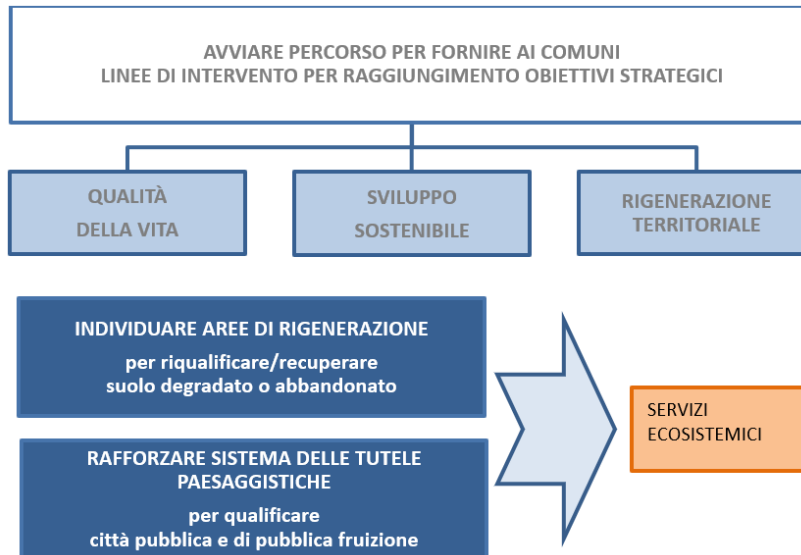 AVVIARE PERCORSO PER FORNIRE AI COMUNI
LINEE DI INTERVENTO PER RAGGIUNGIMENTO OBIETTIVI STRATEGICI
QUALITÀ
DELLA VITA
SVILUPPO
SOSTENIBILE
RIGENERAZIONE
TERRITORIALE
INDIVIDUARE AREE DI RIGENERAZIONE
per riqualificare/recuperare
suolo degradato o abbandonato
RAFFORZARE SISTEMA DELLE TUTELE
PAESAGGISTICHE
per qualificare
città pubblica e di pubblica fruizione
SERVIZI
ECOSISTEMICI